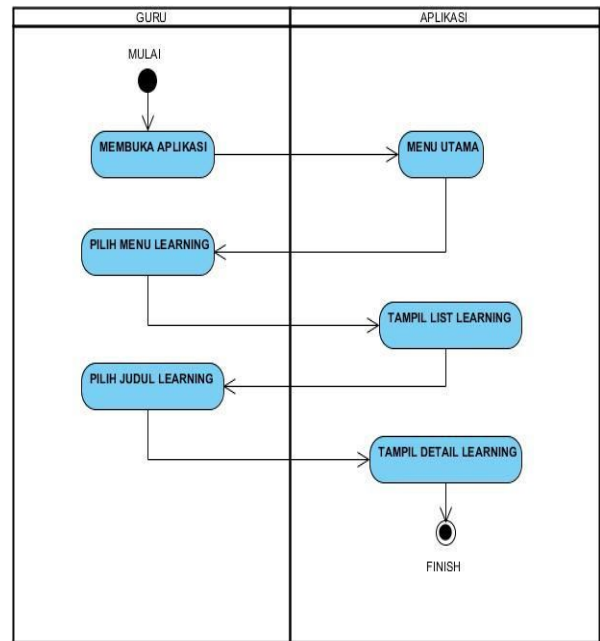 GURU
APLIKASI
MULAI
MEMBUKA APLIKASI
MENU UTAMA
PILIH MENU LEARNING
TAMPIL LIST LEARNING
PILIH JUDUL LEARNING
TAMPIL DETAIL LEARNING
FINISH